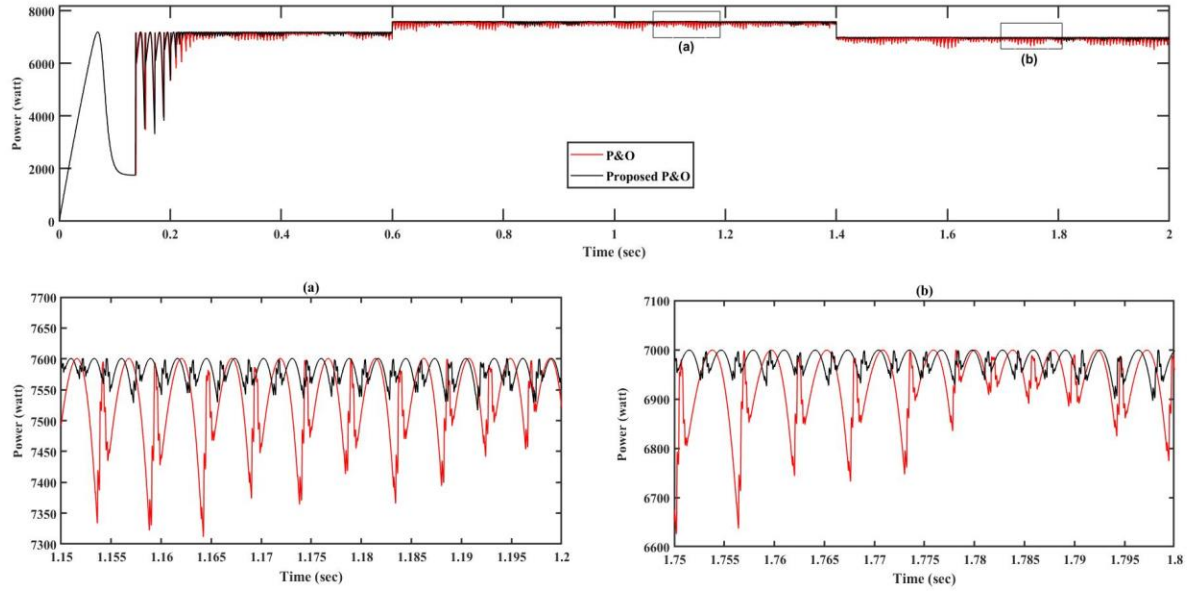 8000
6000
4000
2000
0
Power (watt)
(a)
(b)
P&O
Proposed P&O
0 0.2 0.4 0.6 0.8 1 1.2 1.4 1.6 1.8 2
Time (sec)
(a)
7700
7650
7600
7550
7500
7450
7400
7350
7300
Power (watt)
1.15 1.155 1.16 1.165 1.17 1.175 1.18 1.185 1.19 1.195 1.2
Time (sec)
(b)
7100
7000
6900
6800
6700
6600
Power (watt)
1.75 1.755 1.76 1.765 1.77 1.775 1.78 1.785 1.79 1.795 1.8
Time (sec)